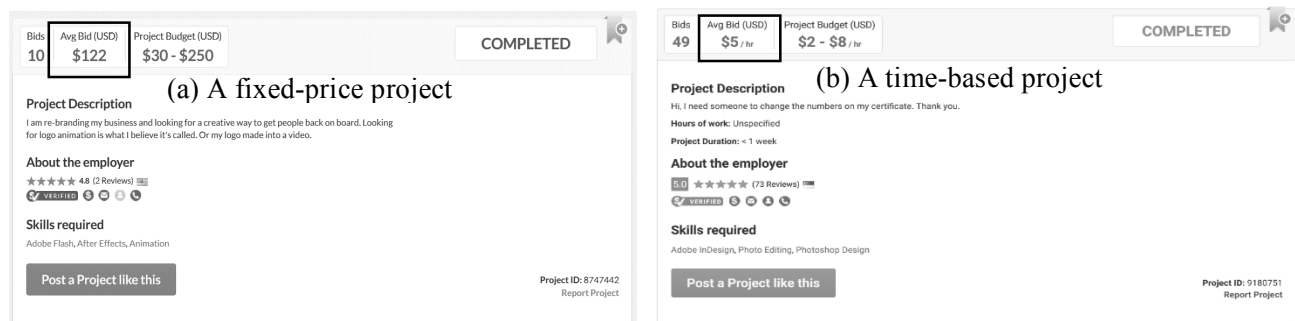 Bids Avg Bid (USD) Project Budget (USD)
10 $122 $30 - $250
COMPLETED
(a) A fixed-price project
Project Description
I am re-branding my business and looking for a creative way to get people back on board. Looking
for logo animation is what I believe it's called. Or my logo made into a video.
About the employer
4.8 (2 Reviews)
VERIFIED
Skills required
Adobe Flash, After Effects, Animation
Post a Project like this
Project ID: 8747442
Report Project
Bids Avg Bid (USD) Project Budget (USD)
49 $5 / hr $2 - $8 / hr
COMPLETED
(b) A time-based project
Project Description
Hi, I need someone to change the numbers on my certificate. Thank you.
Hours of work: Unspecified
Project Duration: < 1 week
About the employer
5.0 (73 Reviews)
VERIFIED
Skills required
Adobe InDesign, Photo Editing, Photoshop Design
Post a Project like this
Project ID: 9180751
Report Project